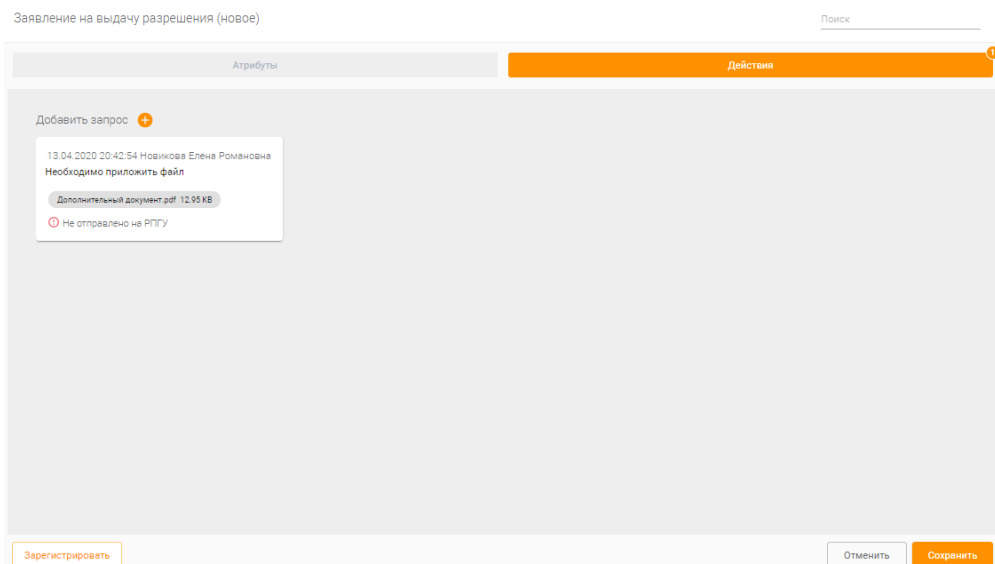 Заявление на выдачу разрешения (новое)
Поиск
Атрибуты
Действия
1
Добавить запрос
13.04.2020 20:42:54 Новикова Елена Романовна
Необходимо приложить файл
Дополнительный документ.pdf 12.95 KB
Не отправлено на РПГУ
Зарегистрировать
Отменить
Сохранить